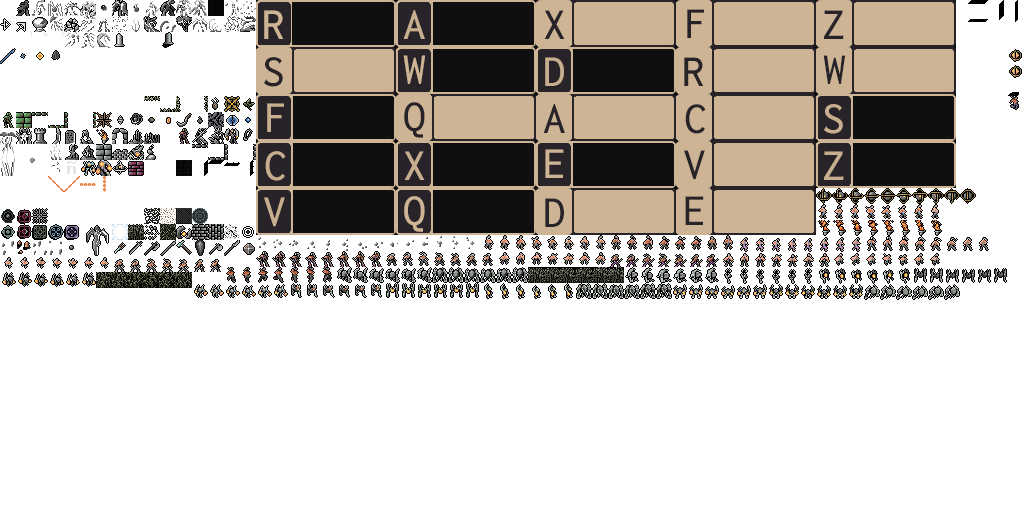 R A X F Z
S W D R W
F Q A C S
C X E V Z
V Q D E